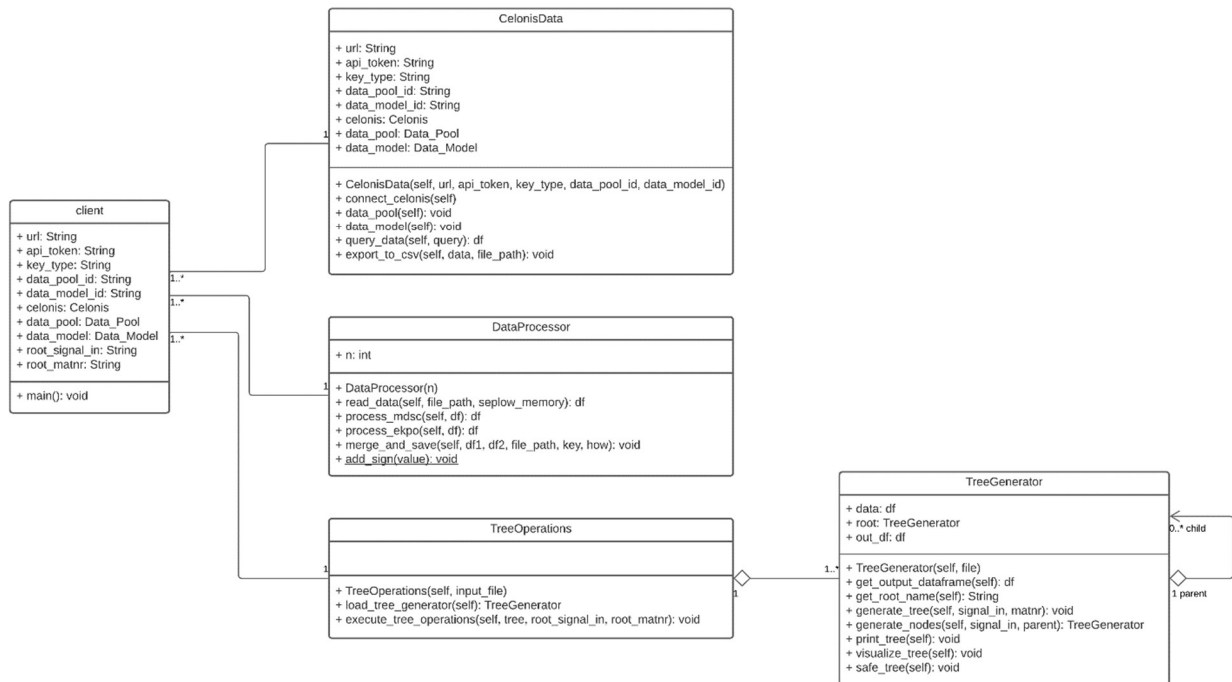 CelonisData
+ url: String
+ api_token: String
+ key_type: String
+ data_pool_id: String
+ data_model_id: String
+ celonis: Celonis
+ data_pool: Data_Pool
+ data_model: Data_Model
+ CelonisData(self, url, api_token, key_type, data_pool_id, data_model_id)
+ connect_celonis(self)
+ data_pool(self): void
+ data_model(self): void
+ query_data(self, query): df
+ export_to_csv(self, data, file_path): void
1
client
+ url: String
+ api_token: String
+ key_type: String
+ data_pool_id: String
+ data_model_id: String
+ celonis: Celonis
+ data_pool: Data_Pool
+ data_model: Data_Model
+ root_signal_in: String
+ root_matnr: String
+ main(): void
1..*
1..*
1..*
DataProcessor
+ n: int
+ DataProcessor(n)
+ read_data(self, file_path, seplow_memory): df
+ process_mdsc(self, df): df
+ process_ekpo(self, df): df
+ merge_and_save(self, df1, df2, file_path, key, how): void
+ add_sign(value): void
1
TreeOperations
+ TreeOperations(self, input_file)
+ load_tree_generator(self): TreeGenerator
+ execute_tree_operations(self, tree, root_signal_in, root_matnr): void
1
1
1..*
TreeGenerator
+ data: df
+ root: TreeGenerator
+ out_df: df
+ TreeGenerator(self, file)
+ get_output_dataframe(self): df
+ get_root_name(self): String
+ generate_tree(self, signal_in, matnr): void
+ generate_nodes(self, signal_in, parent): TreeGenerator
+ print_tree(self): void
+ visualize_tree(self): void
+ safe_tree(self): void
0..* child
1 parent